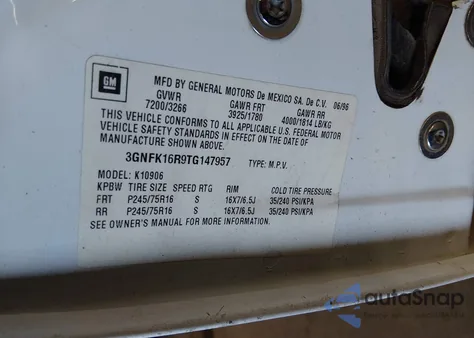 GM
MFD BY GENERAL MOTORS De MEXICO SA. De C.V. 06/96
GVWR GAWR FRT GAWR RR
7200/3266 3925/1780 4000/1814 LB/KG
THIS VEHICLE CONFORMS TO ALL APPLICABLE U.S. FEDERAL MOTOR
VEHICLE SAFETY STANDARDS IN EFFECT ON THE DATE OF
MANUFACTURE SHOWN ABOVE.
3GNFK16R9TG147957 TYPE: M.P.V.
MODEL: K10906
KPBW TIRE SIZE SPEED RTG RIM COLD TIRE PRESSURE
FRT P245/75R16 S 16X7/6.5J 35/240 PSI/KPA
RR P245/75R16 S 16X7/6.5J 35/240 PSI/KPA
SEE OWNER'S MANUAL FOR MORE INFORMATION.
autoSnap